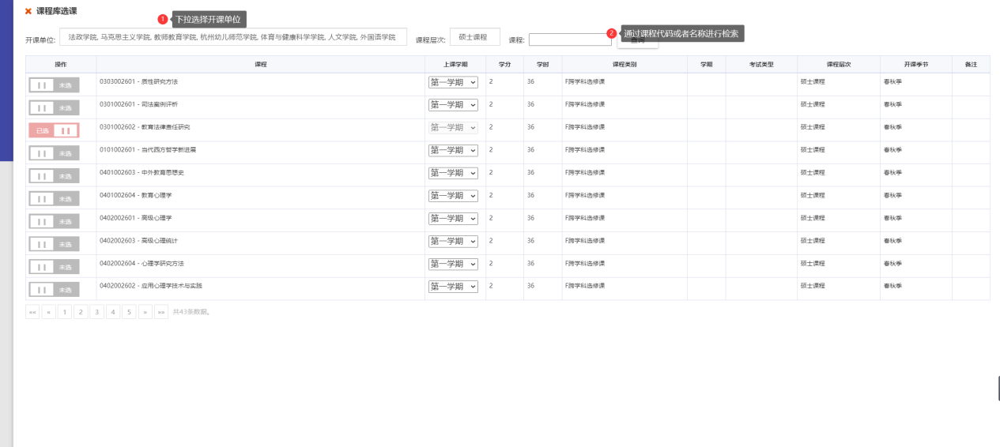 课程库选课
1 下拉选择开课单位
开课单位: 法政学院, 马克思主义学院, 教师教育学院, 杭州幼儿师范学院, 体育与健康科学学院, 人文学院, 外国语学院 课程层次: 硕士课程 课程: 2 通过课程代码或者名称进行检索
操作 课程 上课学期 学分 学时 课程类别 学期 考试类型 课程层次 开课季节 备注
未选 0303002601 - 质性研究方法 第一学期 2 36 F跨学科选修课 硕士课程 春秋季
未选 0301002601 - 司法案例评析 第一学期 2 36 F跨学科选修课 硕士课程 春秋季
已选 0301002602 - 教育法律责任研究 第一学期 2 36 F跨学科选修课 硕士课程 春秋季
未选 0101002601 - 当代西方哲学新进展 第一学期 2 36 F跨学科选修课 硕士课程 春秋季
未选 0401002603 - 中外教育思想史 第一学期 2 36 F跨学科选修课 硕士课程 春秋季
未选 0401002604 - 教育心理学 第一学期 2 36 F跨学科选修课 硕士课程 春秋季
未选 0402002601 - 高级心理学 第一学期 2 36 F跨学科选修课 硕士课程 春秋季
未选 0402002603 - 高级心理统计 第一学期 2 36 F跨学科选修课 硕士课程 春秋季
未选 0402002604 - 心理学研究方法 第一学期 2 36 F跨学科选修课 硕士课程 春秋季
未选 0402002602 - 应用心理学技术与实践 第一学期 2 36 F跨学科选修课 硕士课程 春秋季
«« « 1 2 3 4 5 » »» 共43条数据。